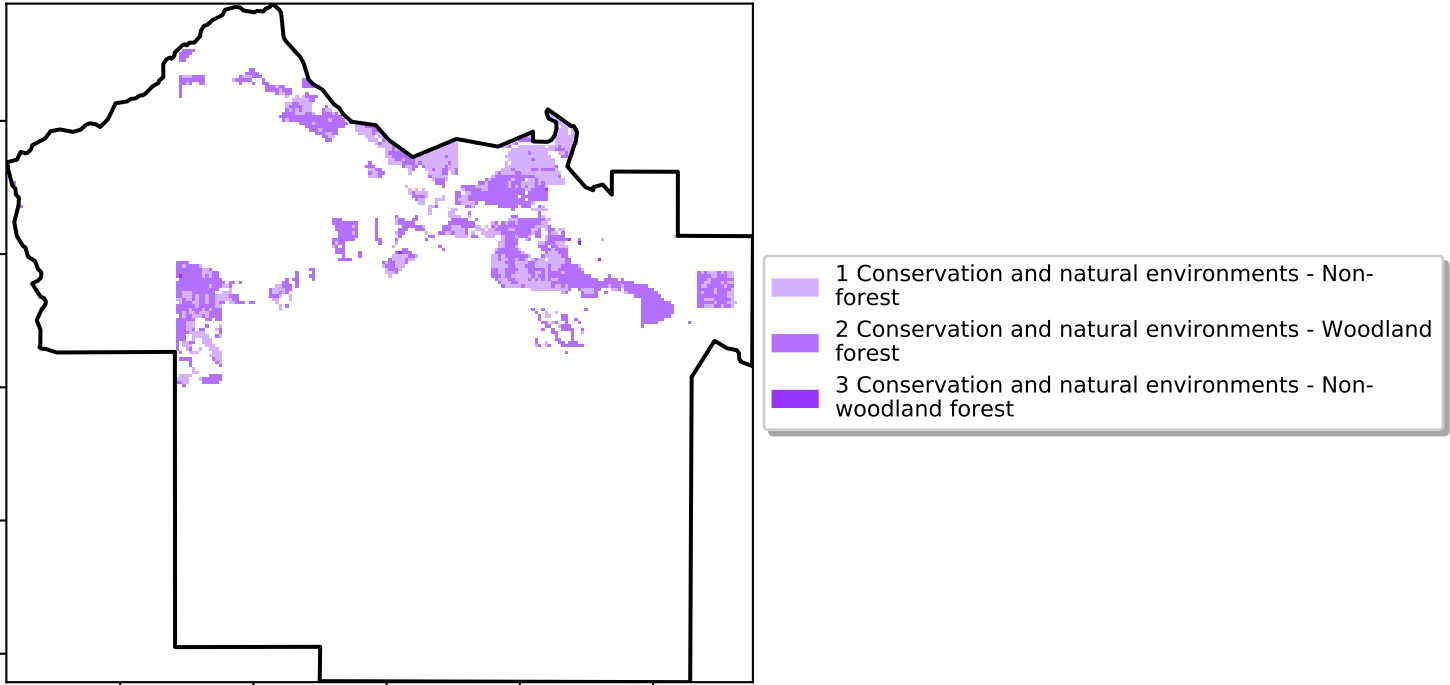 1 Conservation and natural environments - Non-
forest
2 Conservation and natural environments - Woodland
forest
3 Conservation and natural environments - Non-
woodland forest